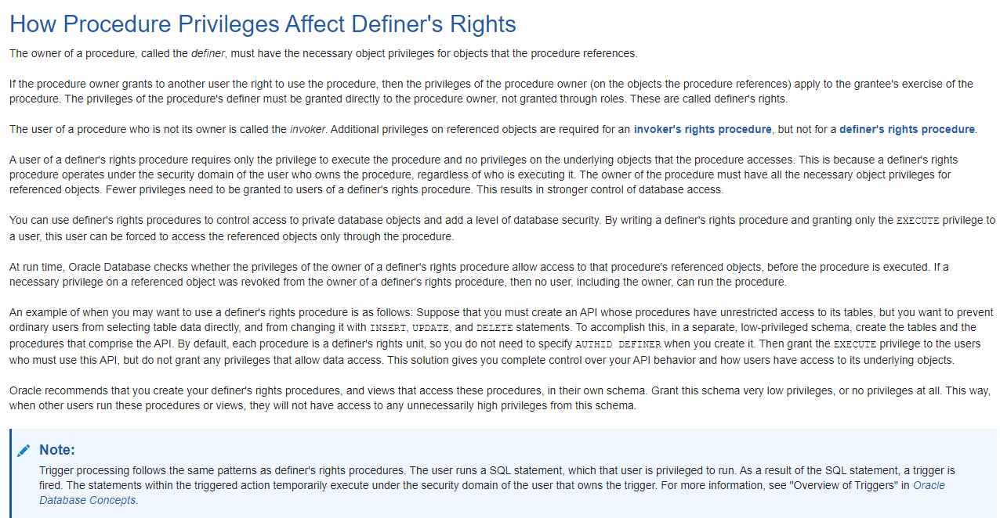 How Procedure Privileges Affect Definer's Rights
The owner of a procedure, called the definer, must have the necessary object privileges for objects that the procedure references.
If the procedure owner grants to another user the right to use the procedure, then the privileges of the procedure owner (on the objects the procedure references) apply to the grantee's exercise of the
procedure. The privileges of the procedure's definer must be granted directly to the procedure owner, not granted through roles. These are called definer's rights.
The user of a procedure who is not its owner is called the invoker. Additional privileges on referenced objects are required for an invoker's rights procedure, but not for a definer's rights procedure.
A user of a definer's rights procedure requires only the privilege to execute the procedure and no privileges on the underlying objects that the procedure accesses. This is because a definer's rights
procedure operates under the security domain of the user who owns the procedure, regardless of who is executing it. The owner of the procedure must have all the necessary object privileges for
referenced objects. Fewer privileges need to be granted to users of a definer's rights procedure. This results in stronger control of database access.
You can use definer's rights procedures to control access to private database objects and add a level of database security. By writing a definer's rights procedure and granting only the EXECUTE privilege to
a user, this user can be forced to access the referenced objects only through the procedure.
At run time, Oracle Database checks whether the privileges of the owner of a definer's rights procedure allow access to that procedure's referenced objects, before the procedure is executed. If a
necessary privilege on a referenced object was revoked from the owner of a definer's rights procedure, then no user, including the owner, can run the procedure.
An example of when you may want to use a definer's rights procedure is as follows: Suppose that you must create an API whose procedures have unrestricted access to its tables, but you want to prevent
ordinary users from selecting table data directly, and from changing it with INSERT, UPDATE, and DELETE statements. To accomplish this, in a separate, low-privileged schema, create the tables and the
procedures that comprise the API. By default, each procedure is a definer's rights unit, so you do not need to specify AUTHID DEFINER when you create it. Then grant the EXECUTE privilege to the users
who must use this API, but do not grant any privileges that allow data access. This solution gives you complete control over your API behavior and how users have access to its underlying objects.
Oracle recommends that you create your definer's rights procedures, and views that access these procedures, in their own schema. Grant this schema very low privileges, or no privileges at all. This way,
when other users run these procedures or views, they will not have access to any unnecessarily high privileges from this schema.
Note:
Trigger processing follows the same patterns as definer's rights procedures. The user runs a SQL statement, which that user is privileged to run. As a result of the SQL statement, a trigger is
fired. The statements within the triggered action temporarily execute under the security domain of the user that owns the trigger. For more information, see "Overview of Triggers" in Oracle
Database Concepts.